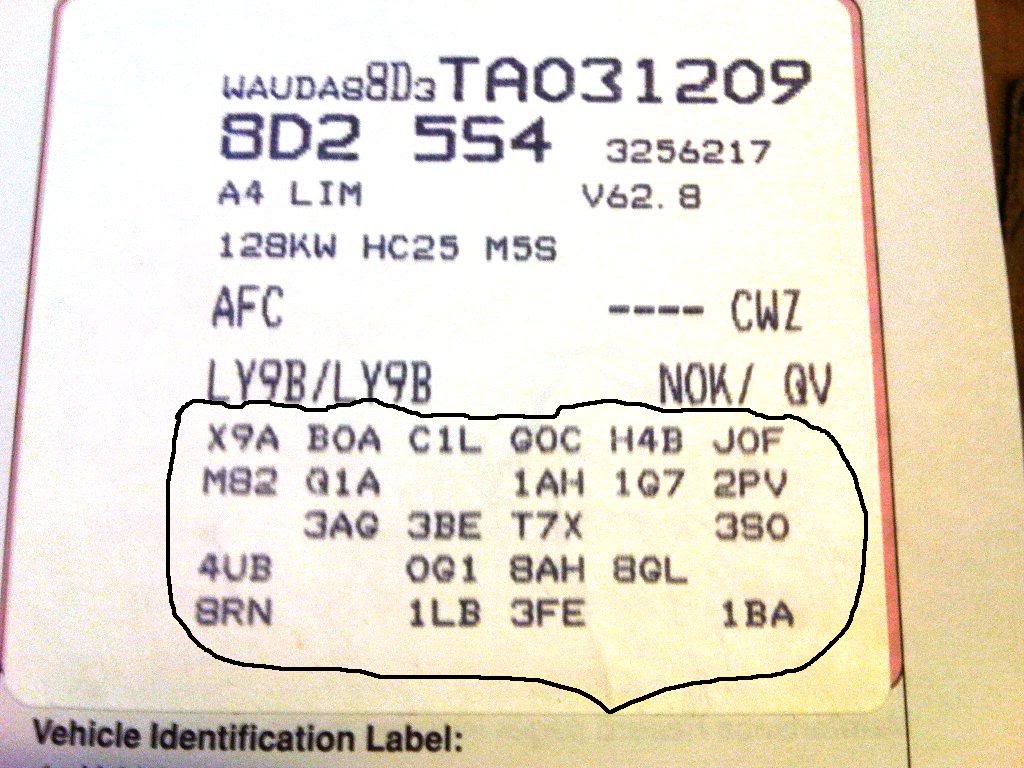 WAUDA88D3TA031209
8D2 5S4 3256217
A4 LIM V62.8
128KW HC25 M5S
AFC ---- CWZ
LY9B/LY9B N0K/ QV
X9A B0A C1L G0C H4B J0F
M82 Q1A 1AH 1G7 2PV
3AQ 3BE T7X 3S0
4UB 0G1 8AH 8GL
8RN 1LB 3FE 1BA
Vehicle Identification Label: